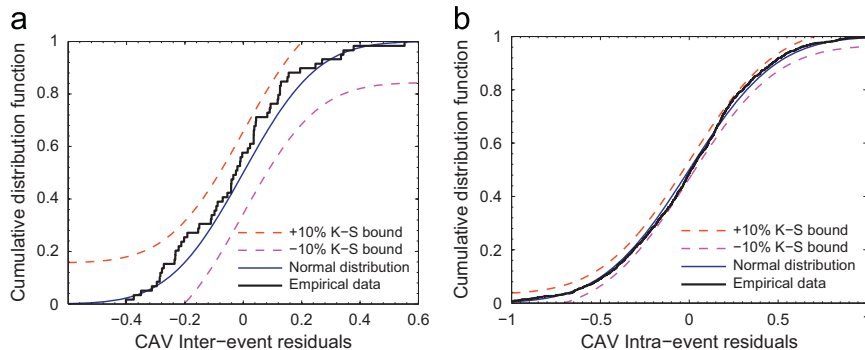 a
Cumulative distribution function
1
0.8
0.6
0.4
0.2
0
−0.4 −0.2 0 0.2 0.4 0.6
CAV Inter−event residuals
+10% K−S bound
−10% K−S bound
Normal distribution
Empirical data
b
Cumulative distribution function
1
0.8
0.6
0.4
0.2
0
−1 −0.5 0 0.5 1
CAV Intra−event residuals
+10% K−S bound
−10% K−S bound
Normal distribution
Empirical data